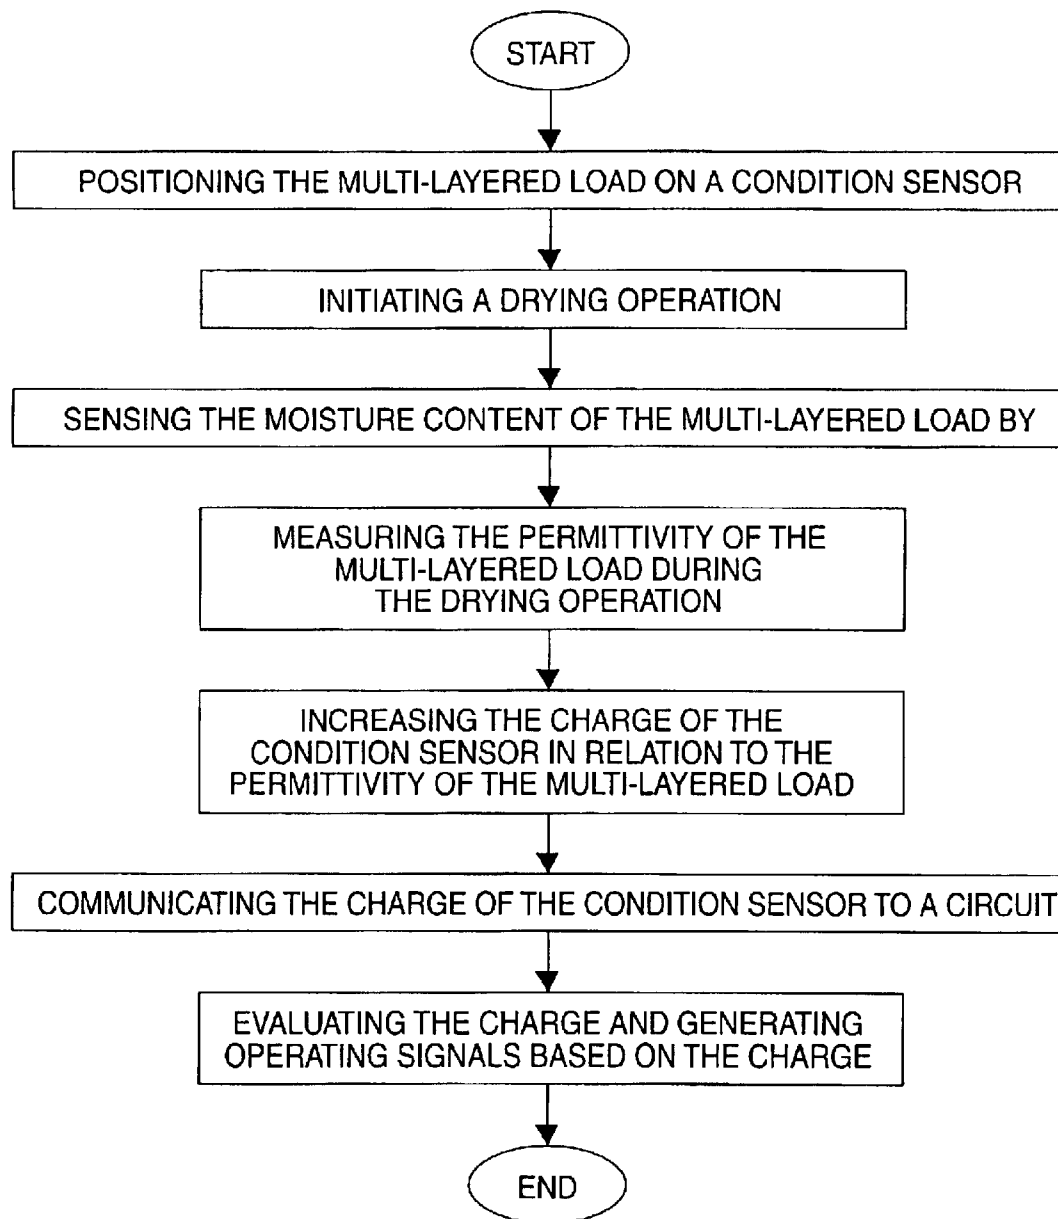 START
POSITIONING THE MULTI-LAYERED LOAD ON A CONDITION SENSOR
INITIATING A DRYING OPERATION
SENSING THE MOISTURE CONTENT OF THE MULTI-LAYERED LOAD BY
MEASURING THE PERMITTIVITY OF THE
MULTI-LAYERED LOAD DURING
THE DRYING OPERATION
INCREASING THE CHARGE OF THE
CONDITION SENSOR IN RELATION TO THE
PERMITTIVITY OF THE MULTI-LAYERED LOAD
COMMUNICATING THE CHARGE OF THE CONDITION SENSOR TO A CIRCUIT
EVALUATING THE CHARGE AND GENERATING
OPERATING SIGNALS BASED ON THE CHARGE
END